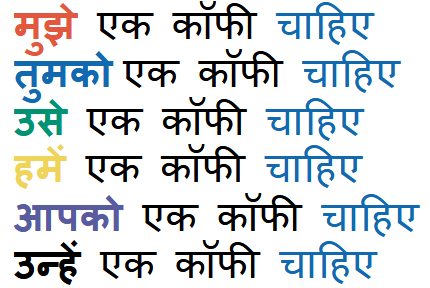 मुझे एक कॉफी चाहिए
तुमको एक कॉफी चाहिए
उसे एक कॉफी चाहिए
हमें एक कॉफी चाहिए
आपको एक कॉफी चाहिए
उन्हें एक कॉफी चाहिए